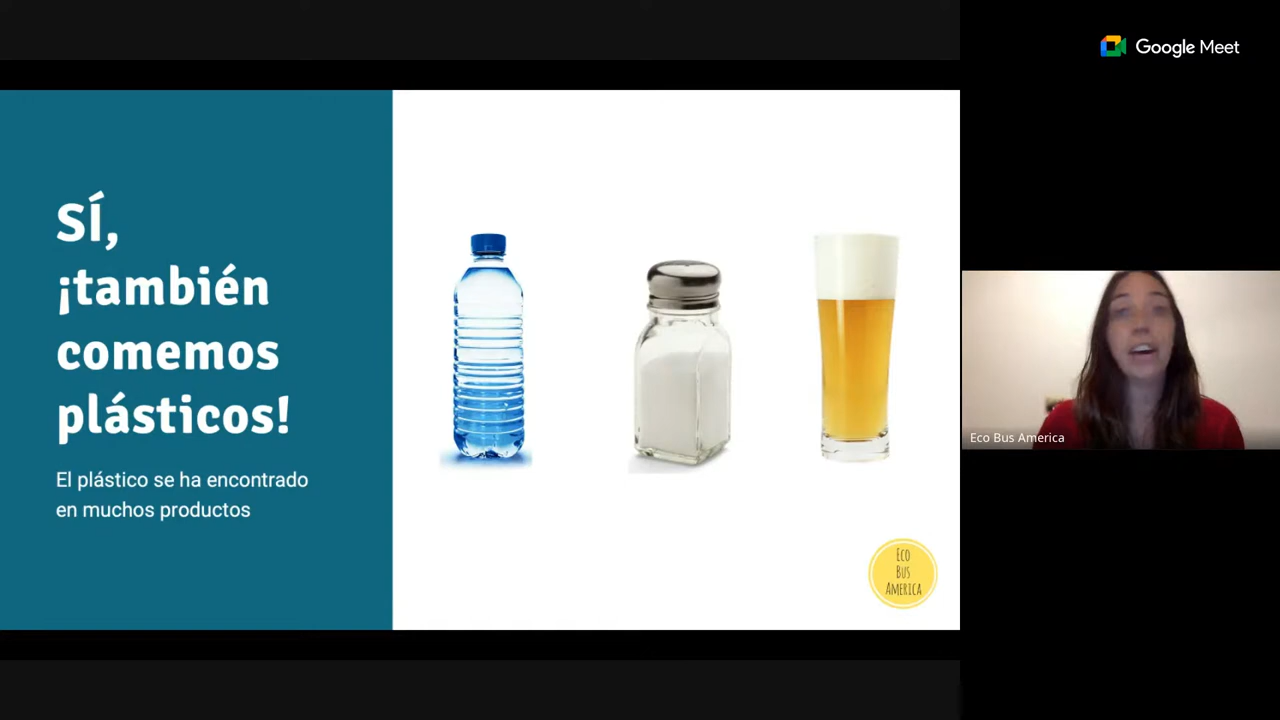 Google Meet
SÍ,
¡también
comemos
plásticos!
El plástico se ha encontrado
en muchos productos
Eco
Bus
America
Eco Bus America